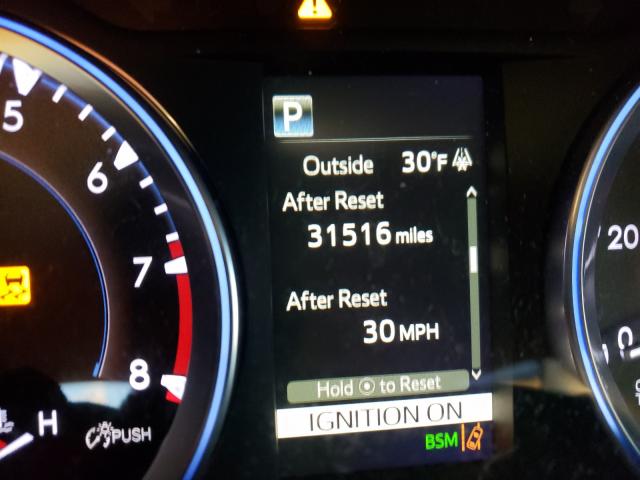 P
Outside 30°F
After Reset
31516 miles
After Reset
30 MPH
Hold to Reset
IGNITION ON
BSM
5
6
7
8
H
PUSH
20